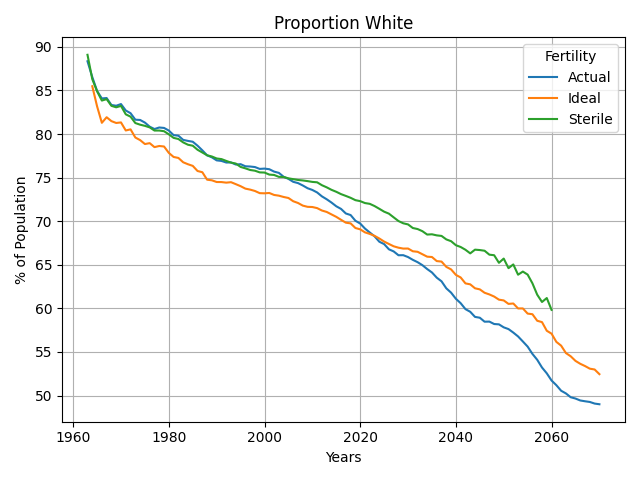 Proportion White
% of Population
90
85
80
75
70
65
60
55
50
Fertility
Actual
Ideal
Sterile
1960
1980
2000
2020
2040
2060
Years